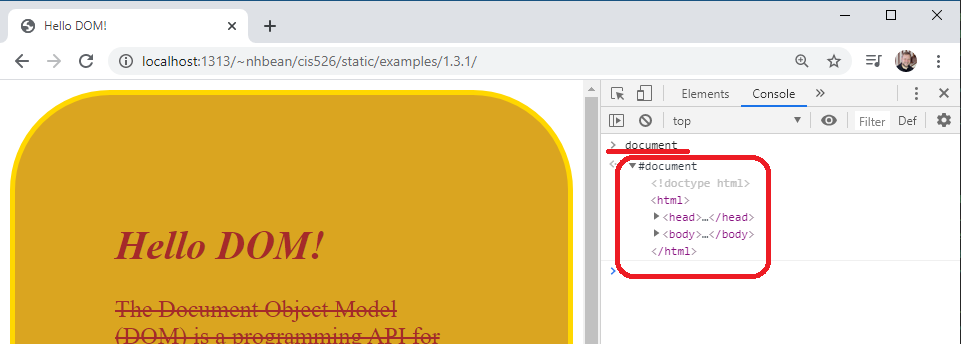 Hello DOM!
localhost:1313/~nhbean/cis526/static/examples/1.3.1/
Elements Console »
top Filter Def
> document
#document
<!doctype html>
<html>
<head>…</head>
<body>…</body>
</html>
>
Hello DOM!
The Document Object Model
(DOM) is a programming API for